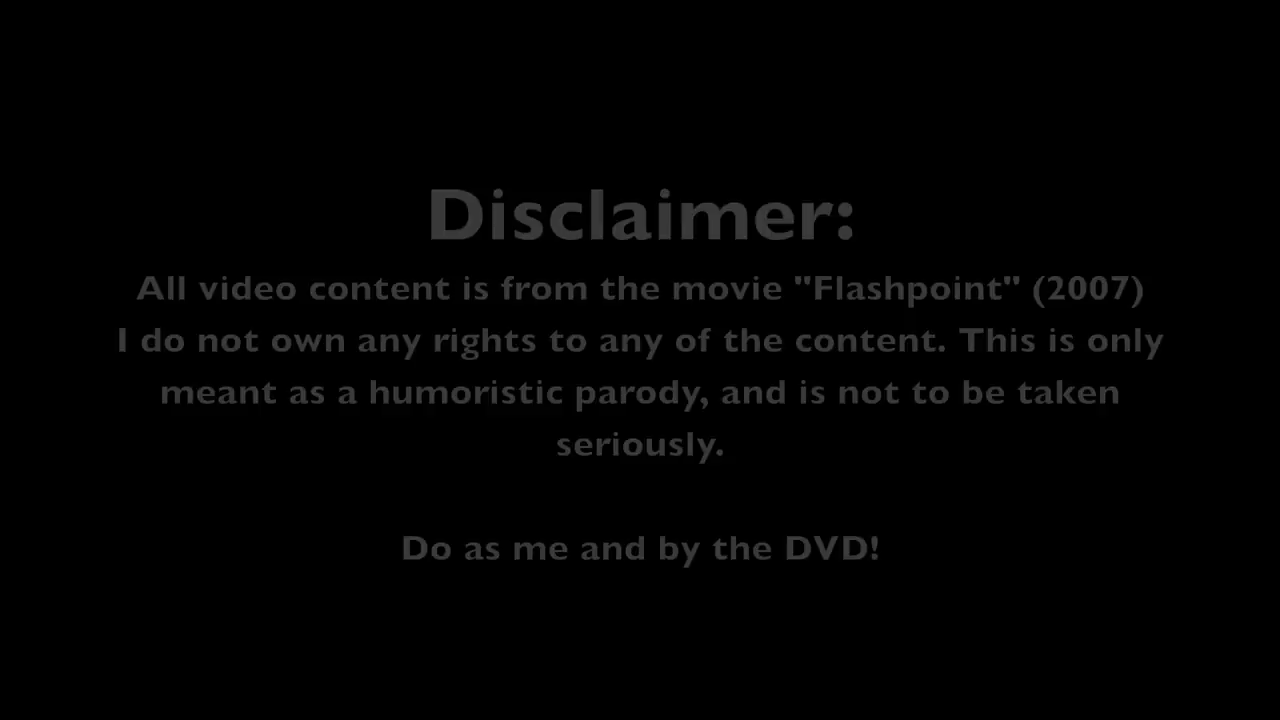 Disclaimer:
All video content is from the movie "Flashpoint" (2007)
I do not own any rights to any of the content. This is only
meant as a humoristic parody, and is not to be taken
seriously.
Do as me and by the DVD!